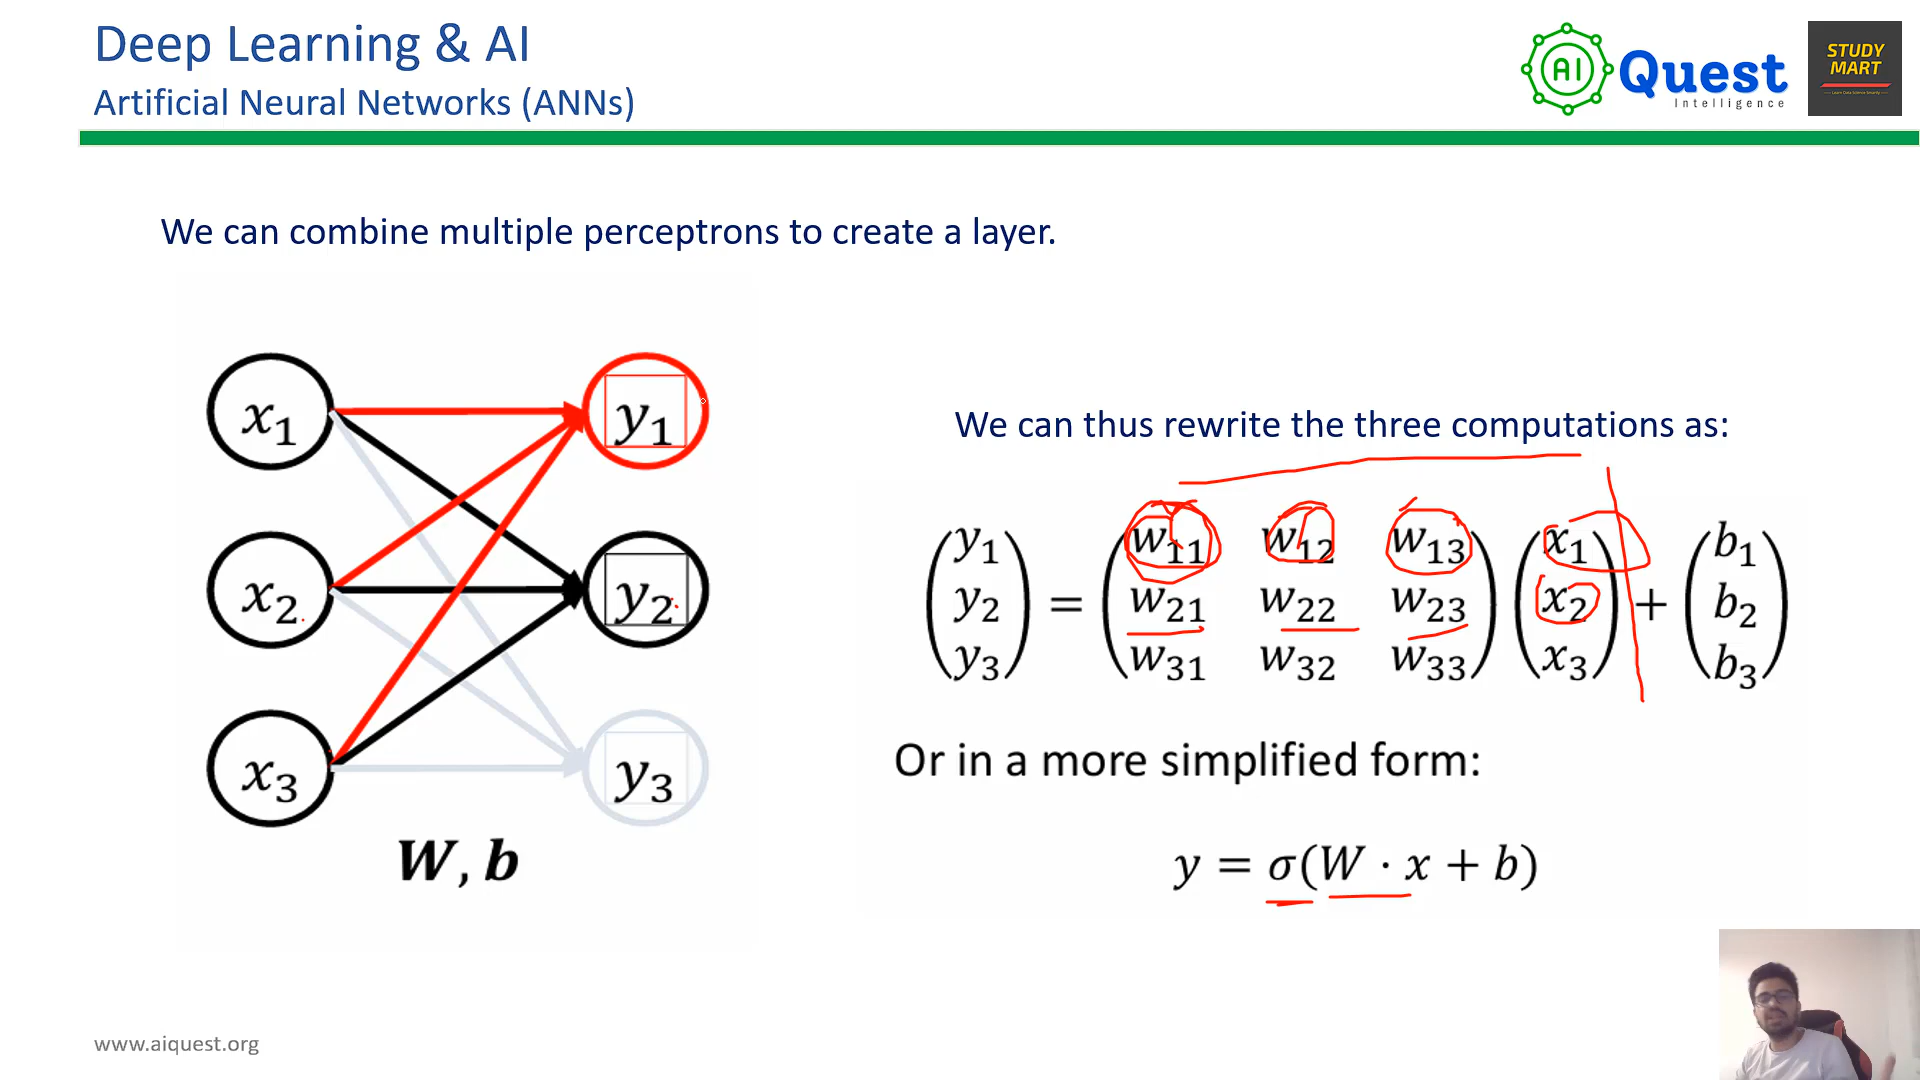 Deep Learning & AI
Artificial Neural Networks (ANNs)
AI Quest
Intelligence
STUDY
MART
We can combine multiple perceptrons to create a layer.
x₁ y₁
x₂ y₂
x₃ y₃
W, b
We can thus rewrite the three computations as:
y₁ w₁₁ w₁₂ w₁₃ x₁ b₁
y₂ = w₂₁ w₂₂ w₂₃ x₂ + b₂
y₃ w₃₁ w₃₂ w₃₃ x₃ b₃
Or in a more simplified form:
y = σ(W · x + b)
www.aiquest.org